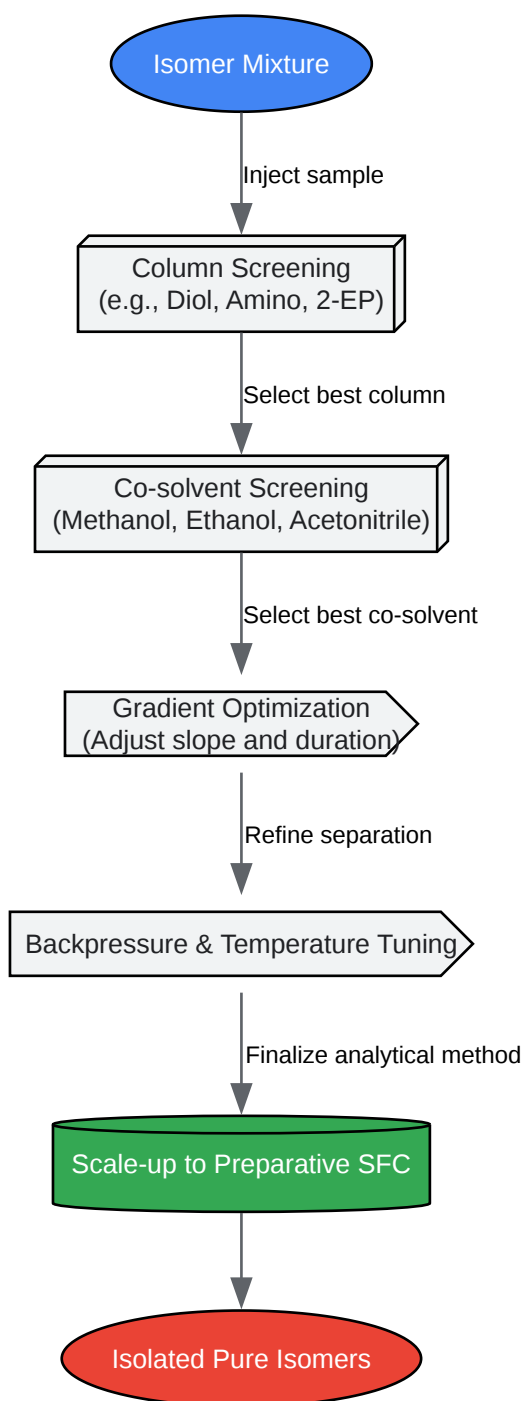 Isomer Mixture
Inject sample
Column Screening
(e.g., Diol, Amino, 2-EP)
Select best column
Co-solvent Screening
(Methanol, Ethanol, Acetonitrile)
Select best co-solvent
Gradient Optimization
(Adjust slope and duration)
Refine separation
Backpressure & Temperature Tuning
Finalize analytical method
Scale-up to Preparative SFC
Isolated Pure Isomers